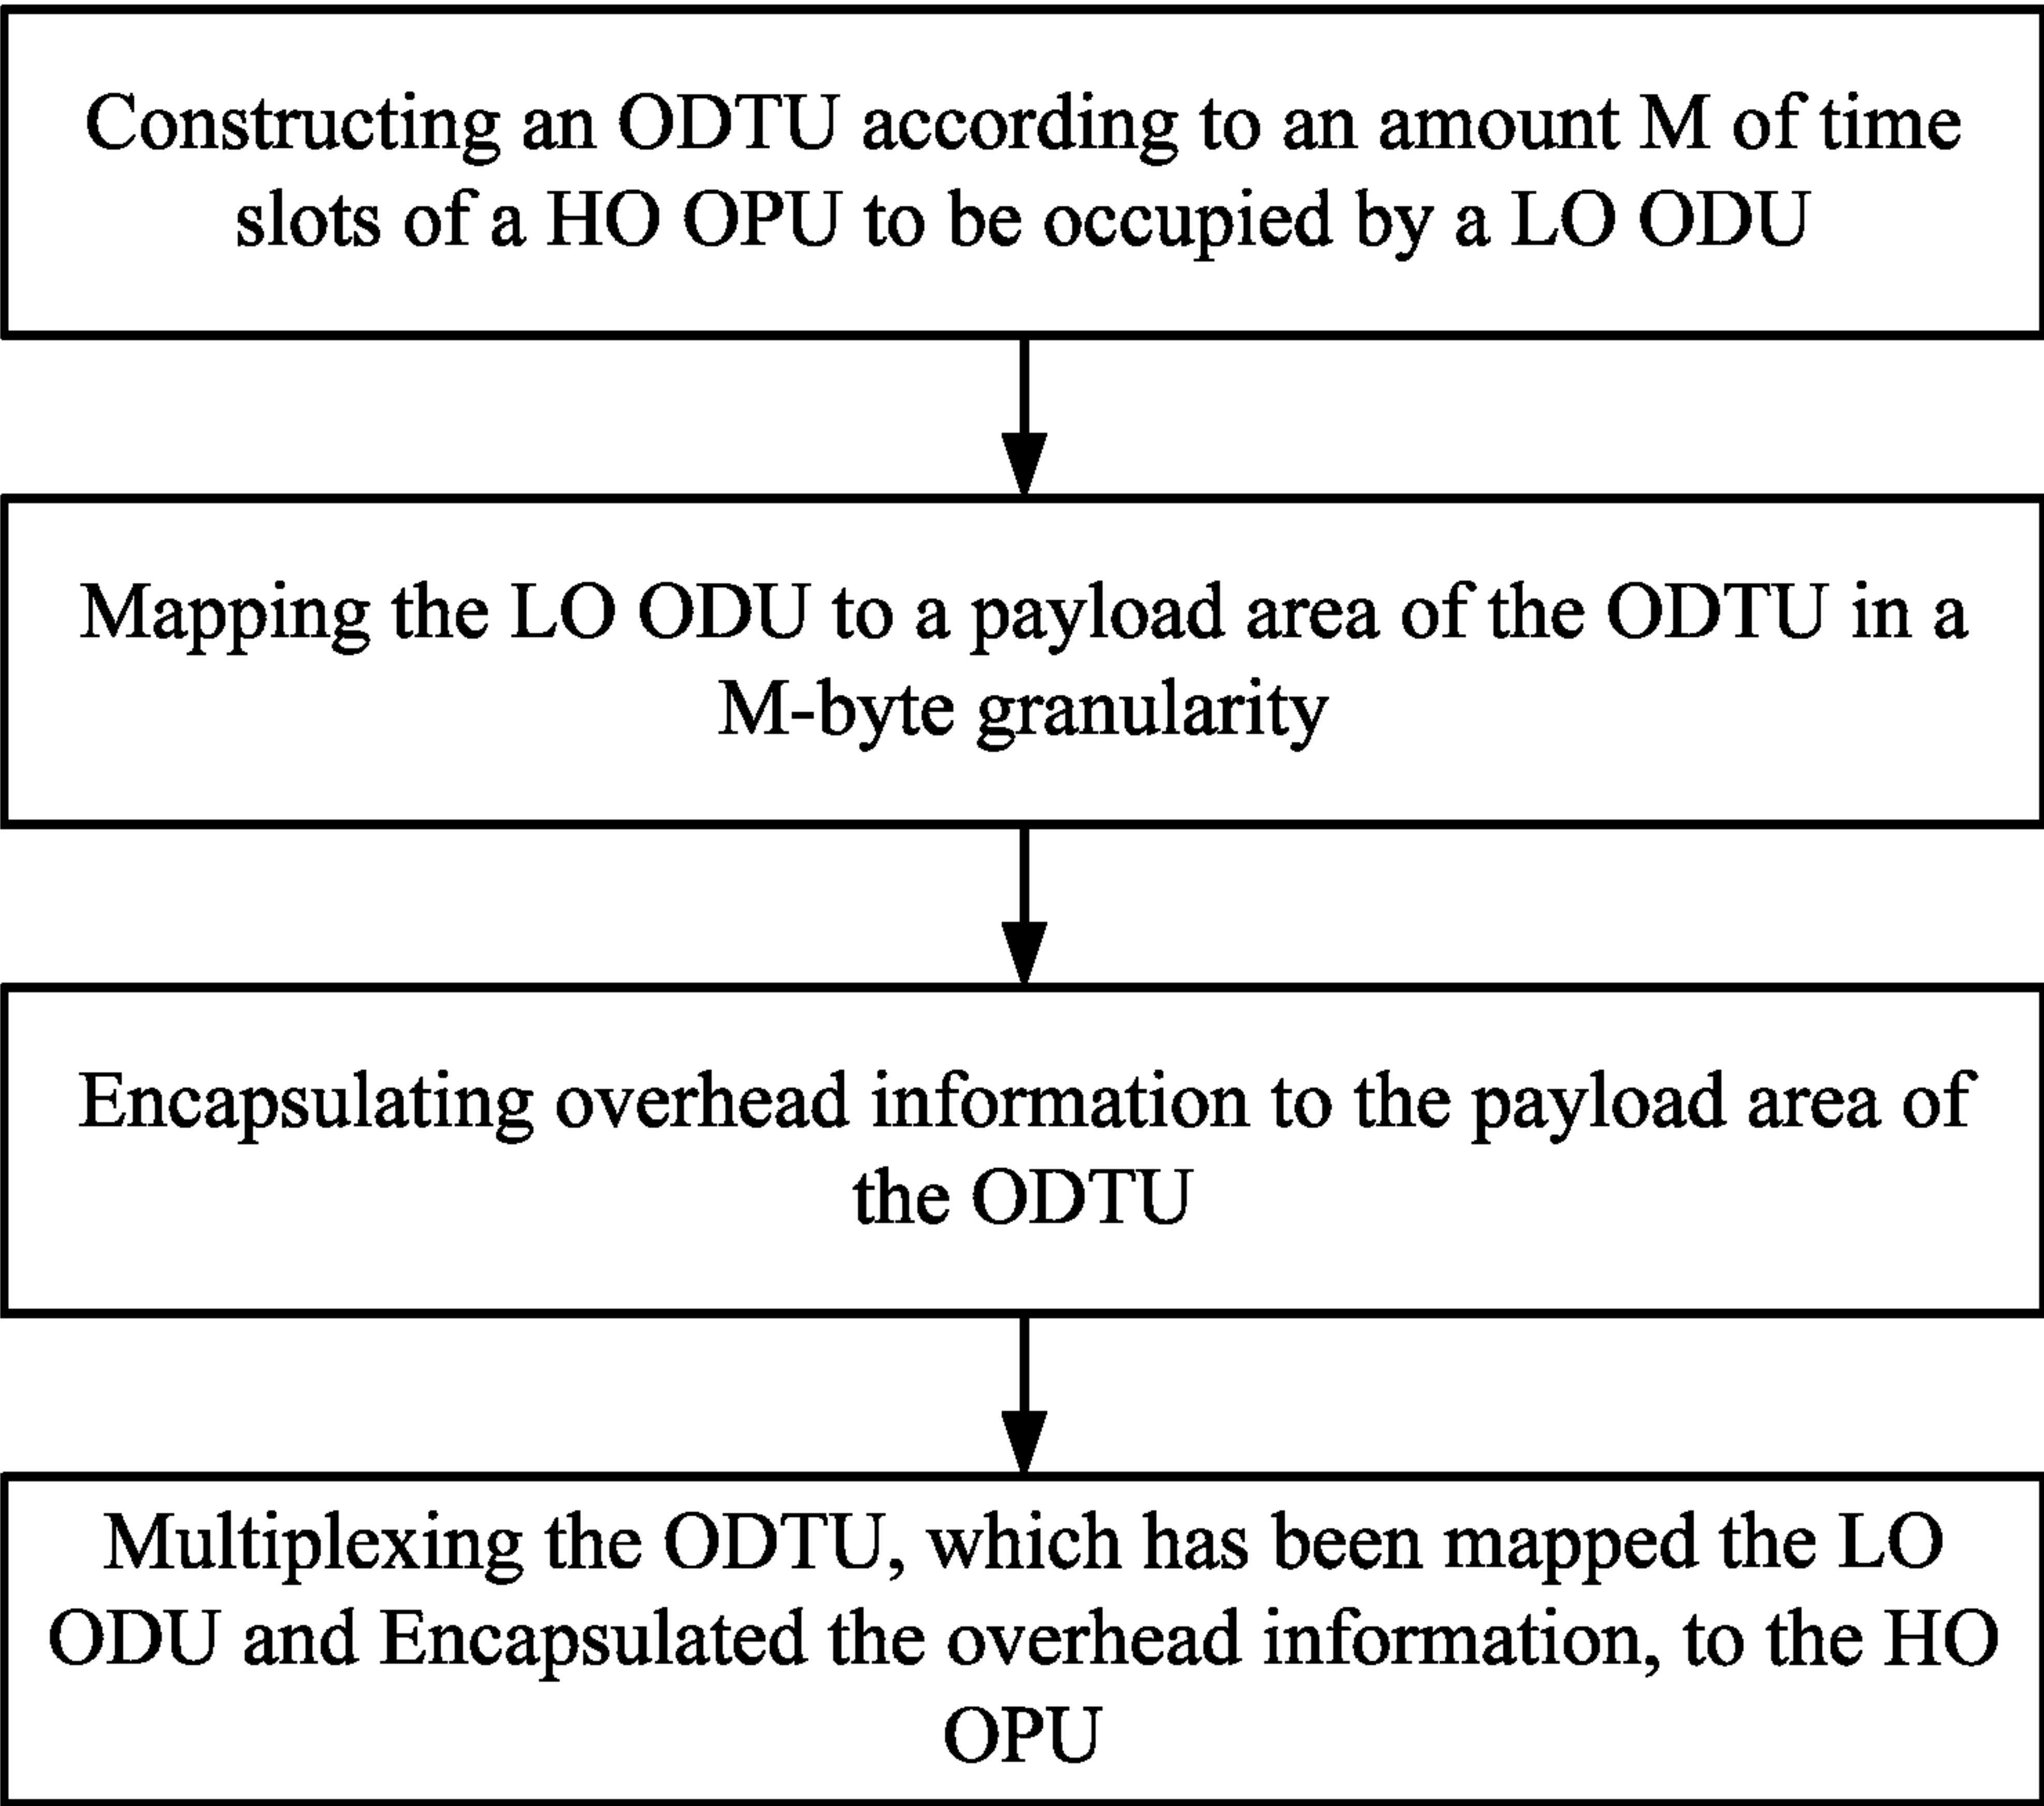 Constructing an ODTU according to an amount M of time
slots of a HO OPU to be occupied by a LO ODU
Mapping the LO ODU to a payload area of the ODTU in a
M-byte granularity
Encapsulating overhead information to the payload area of
the ODTU
Multiplexing the ODTU, which has been mapped the LO
ODU and Encapsulated the overhead information, to the HO
OPU